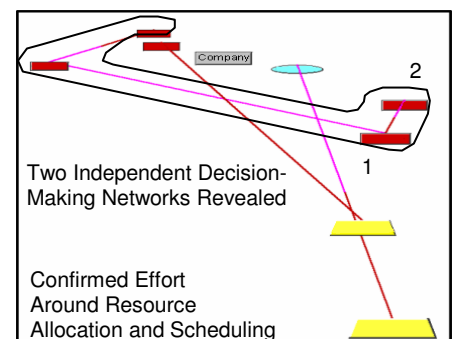 Company
2
1
Two Independent Decision-
Making Networks Revealed
Confirmed Effort
Around Resource
Allocation and Scheduling